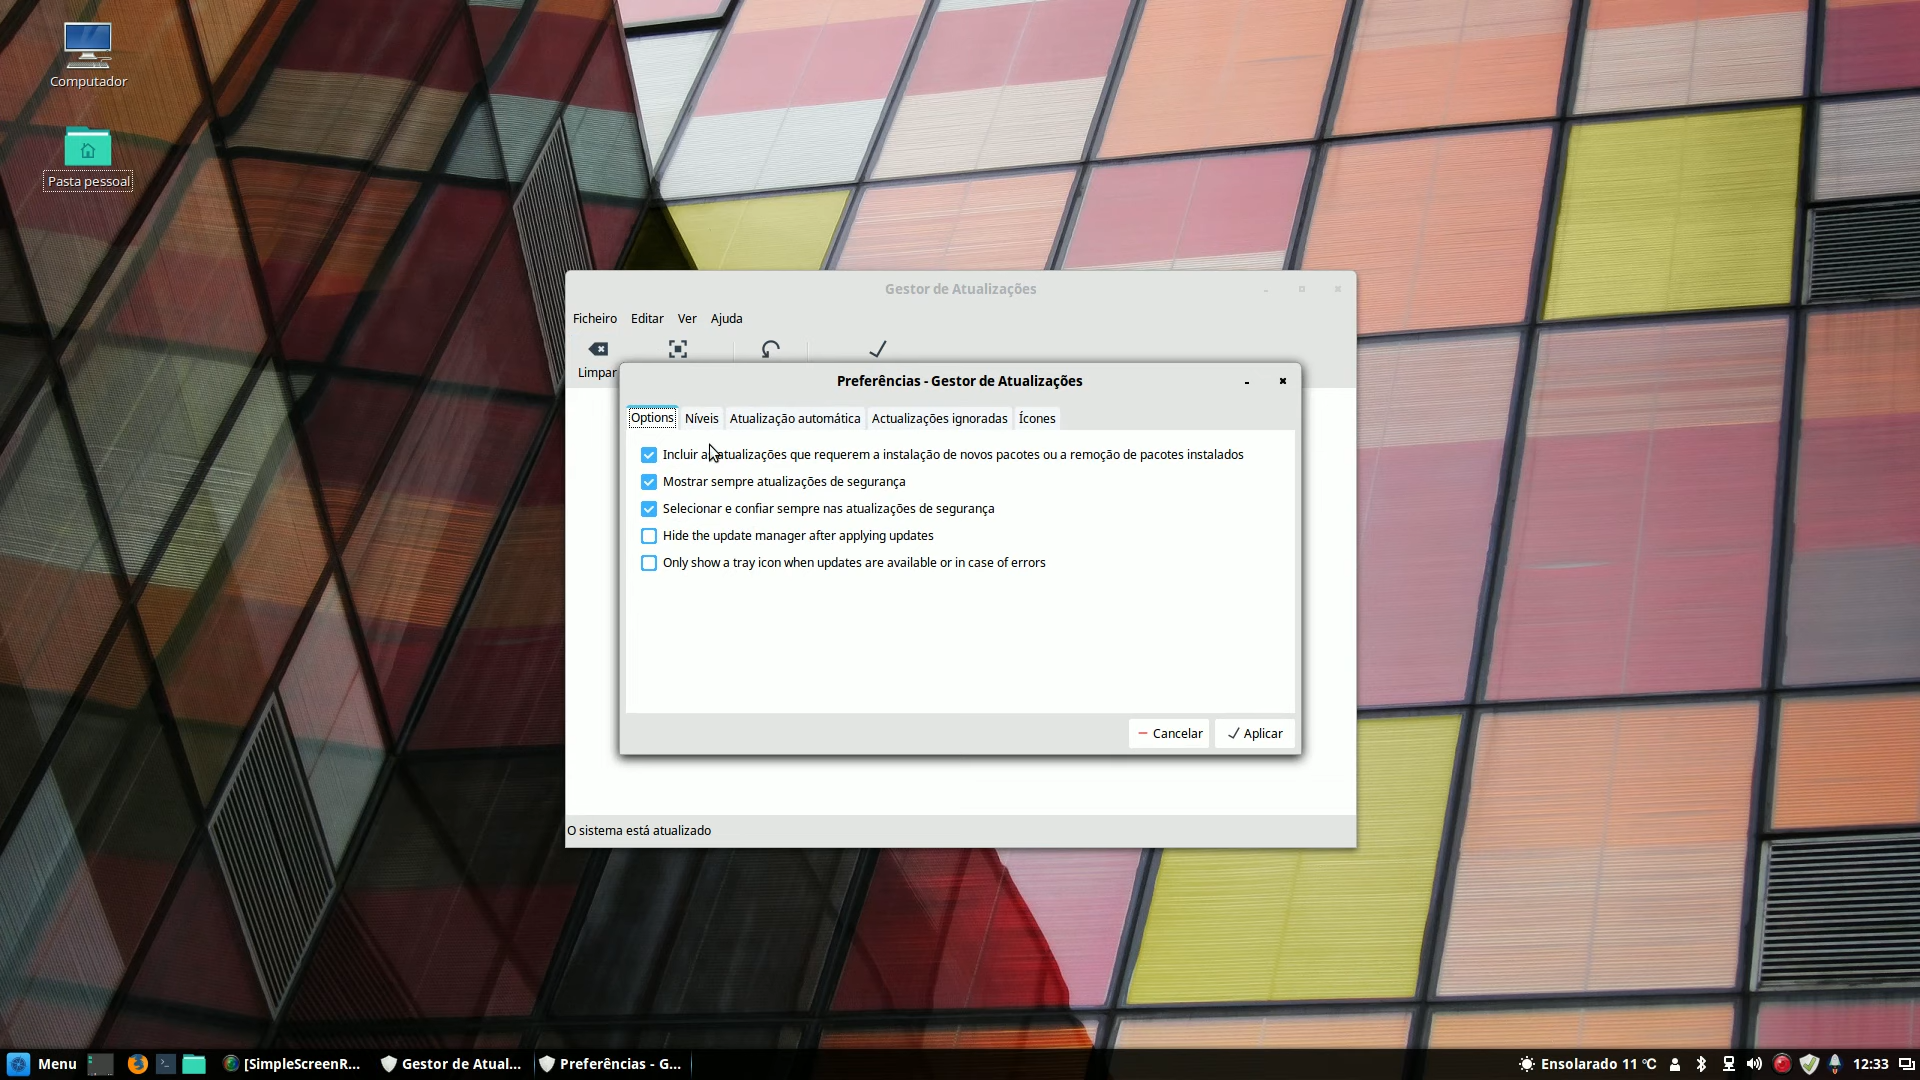 Computador
Pasta pessoal
Gestor de Atualizações
Ficheiro Editar Ver Ajuda
Limpar
Preferências - Gestor de Atualizações
Options Níveis Atualização automática Actualizações ignoradas Ícones
Incluir a atualizações que requerem a instalação de novos pacotes ou a remoção de pacotes instalados
Mostrar sempre atualizações de segurança
Selecionar e confiar sempre nas atualizações de segurança
Hide the update manager after applying updates
Only show a tray icon when updates are available or in case of errors
Cancelar Aplicar
O sistema está atualizado
Menu [SimpleScreenR... Gestor de Atual... Preferências - G... Ensolarado 11 ℃ 12:33